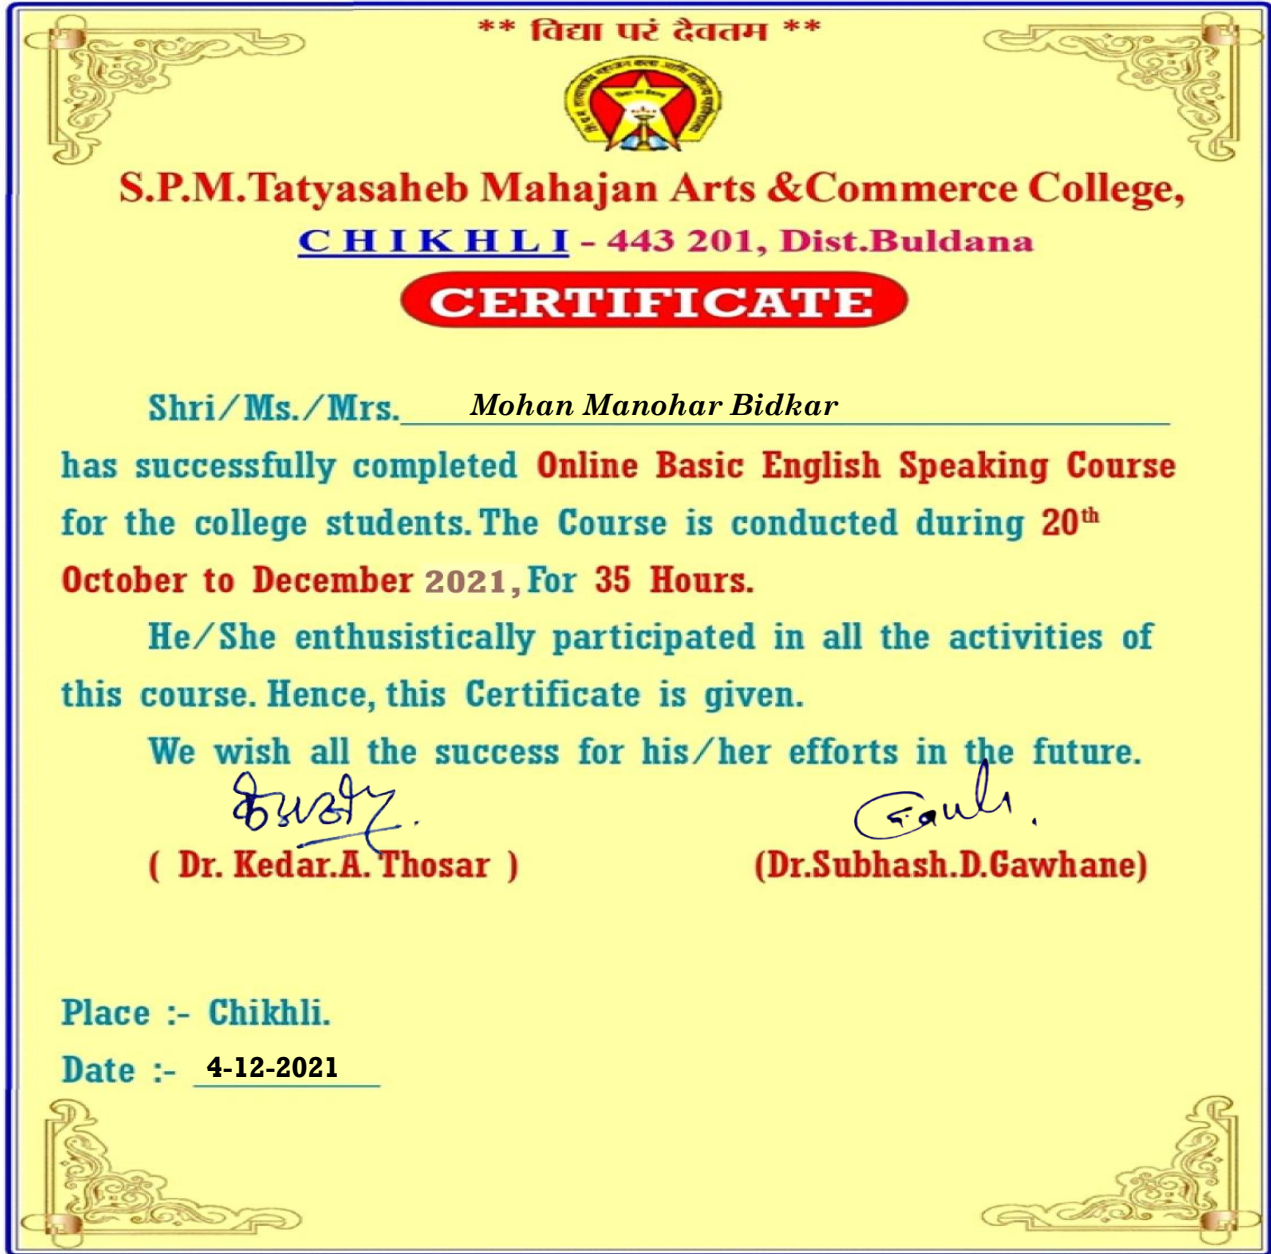 ** विद्या परं दैवतम **
S.P.M.Tatyasaheb Mahajan Arts &Commerce College,
CHIKHLI - 443 201, Dist.Buldana
CERTIFICATE
Shri/Ms./Mrs. Mohan Manohar Bidkar
has successfully completed Online Basic English Speaking Course
for the college students. The Course is conducted during 20th
October to December 2021, For 35 Hours.
He/She enthusistically participated in all the activities of
this course. Hence, this Certificate is given.
We wish all the success for his/her efforts in the future.
( Dr. Kedar.A. Thosar ) (Dr.Subhash.D.Gawhane)
Place :- Chikhli.
Date :- 4-12-2021